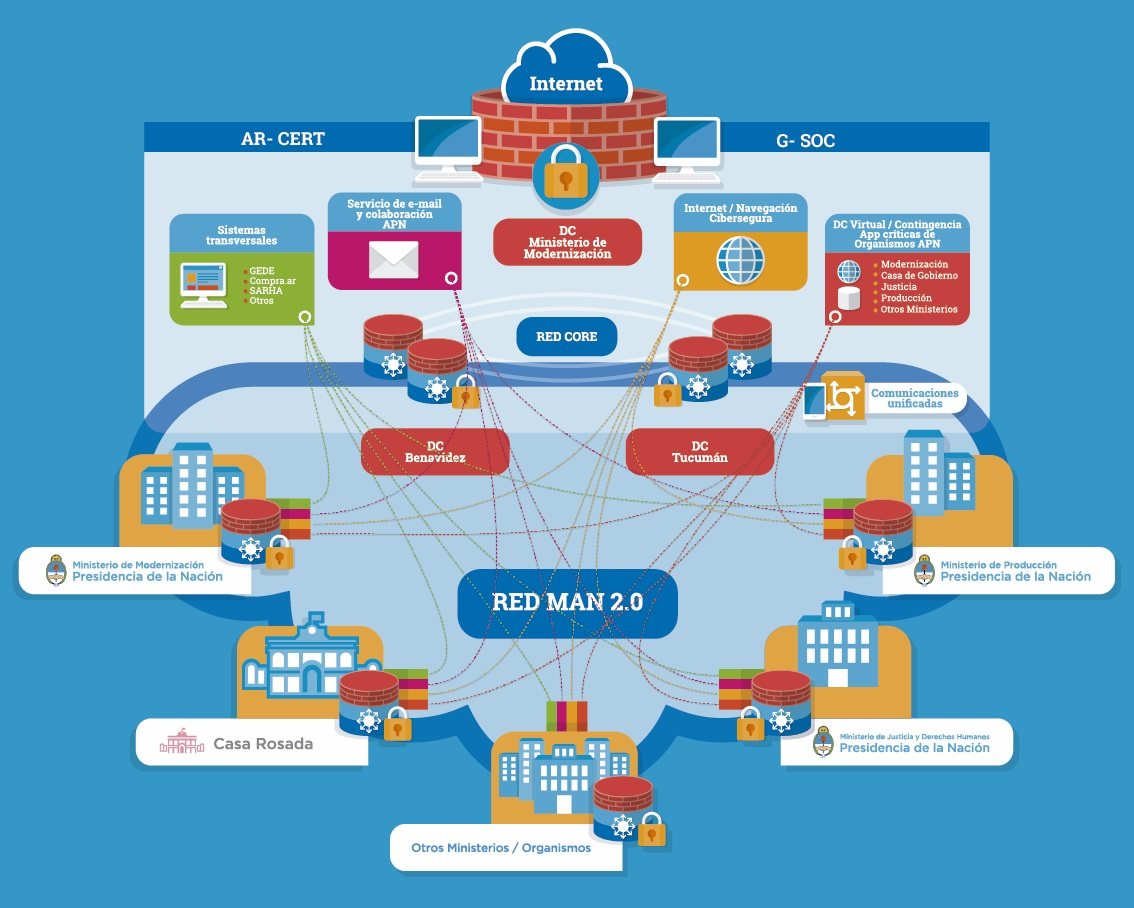 Internet
AR- CERT
G- SOC
Servicio de e-mail
y colaboración
APN
Internet / Navegación
Cibersegura
Sistemas
transversales
GEDE
Compra.ar
SARHA
Otros
DC
Ministerio de
Modernización
DC Virtual / Contingencia
App críticas de
Organismos APN
Modernización
Casa de Gobierno
Justicia
Producción
Otros Ministerios
RED CORE
Comunicaciones
unificadas
DC
Benavidez
DC
Tucumán
Ministerio de Modernización
Presidencia de la Nación
Ministerio de Producción
Presidencia de la Nación
RED MAN 2.0
Casa Rosada
Ministerio de Justicia y Derechos Humanos
Presidencia de la Nación
Otros Ministerios / Organismos